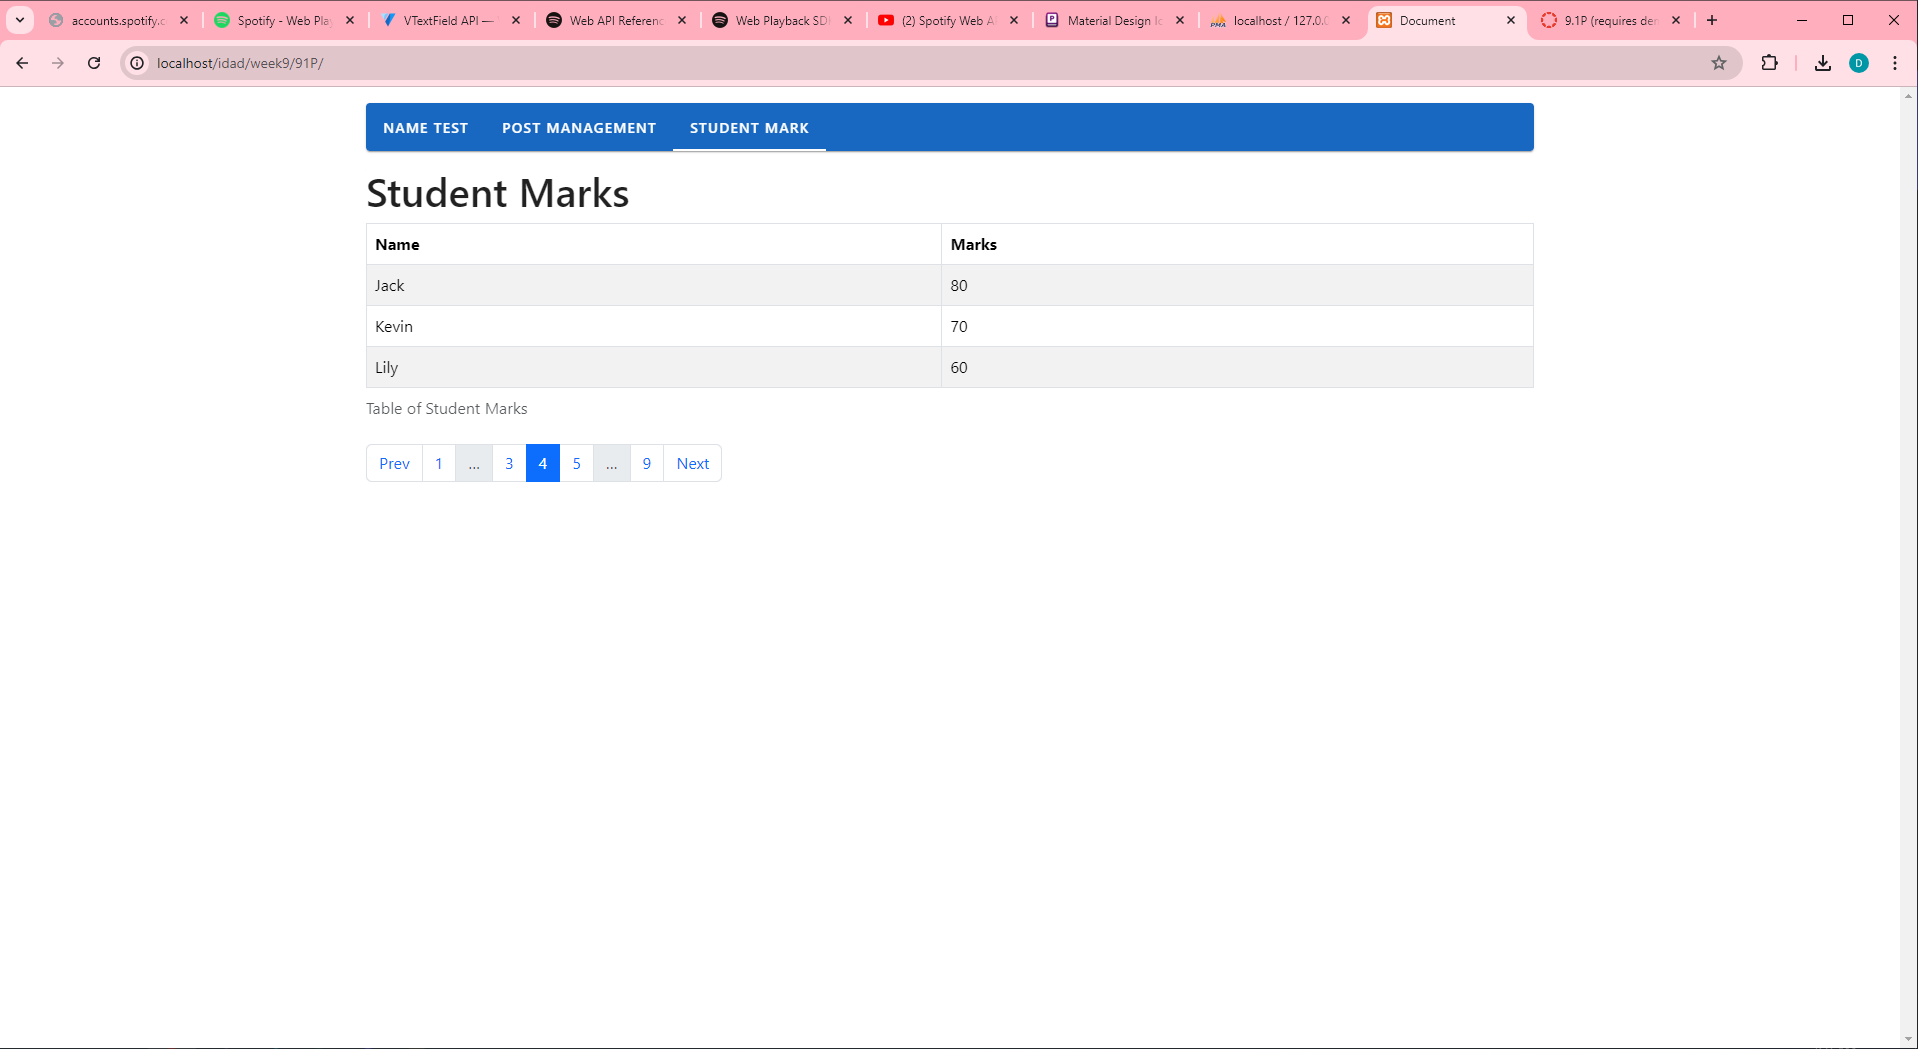 accounts.spotify.c
Spotify - Web Pla
VTextField API —
Web API Referenc
Web Playback SD
(2) Spotify Web A
Material Design Ic
PMA
localhost / 127.0.0
Document
9.1P (requires der
localhost/idad/week9/91P/
D
NAME TEST POST MANAGEMENT STUDENT MARK
Student Marks
Name Marks
Jack 80
Kevin 70
Lily 60
Table of Student Marks
Prev 1 ... 3 4 5 ... 9 Next